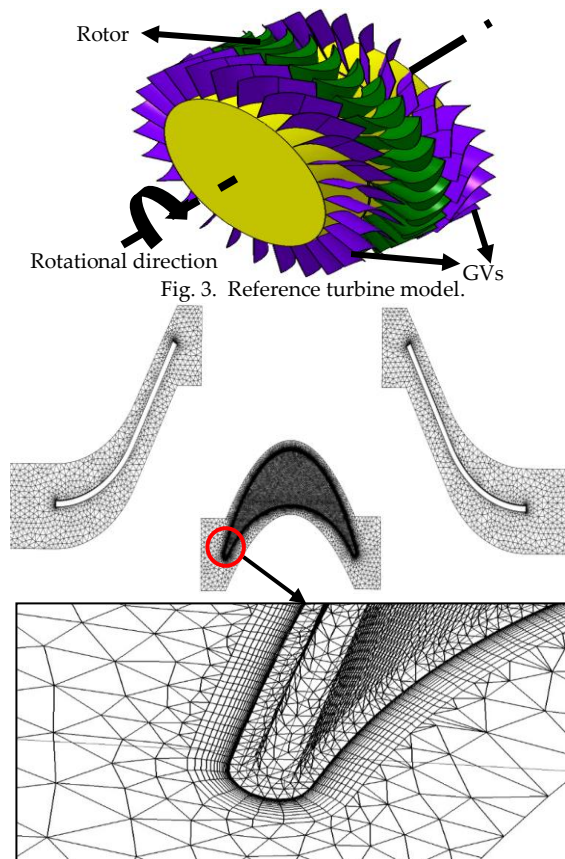 Rotor
Rotational direction
GVs
Fig. 3. Reference turbine model.